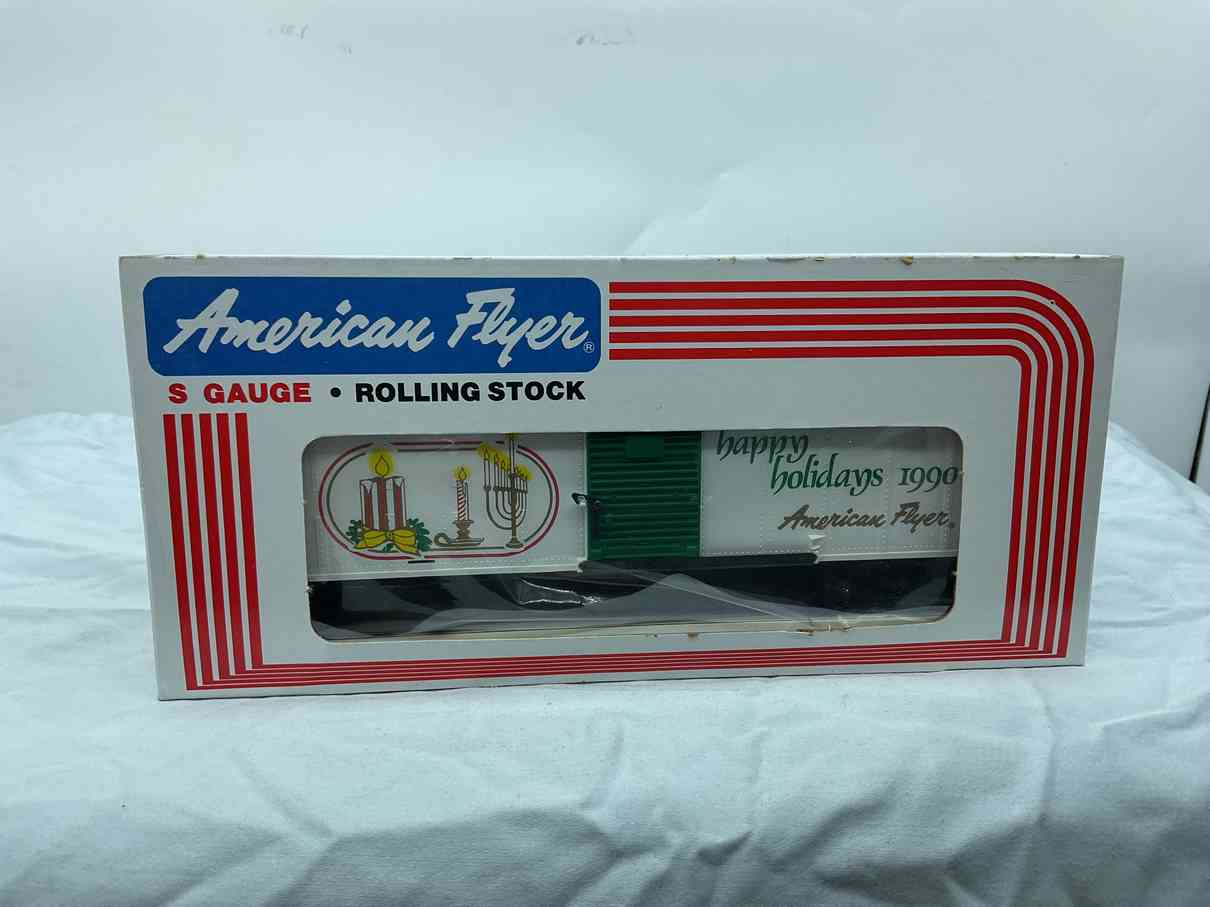 American Flyer®
S GAUGE • ROLLING STOCK
happy
holidays 1990
American Flyer®